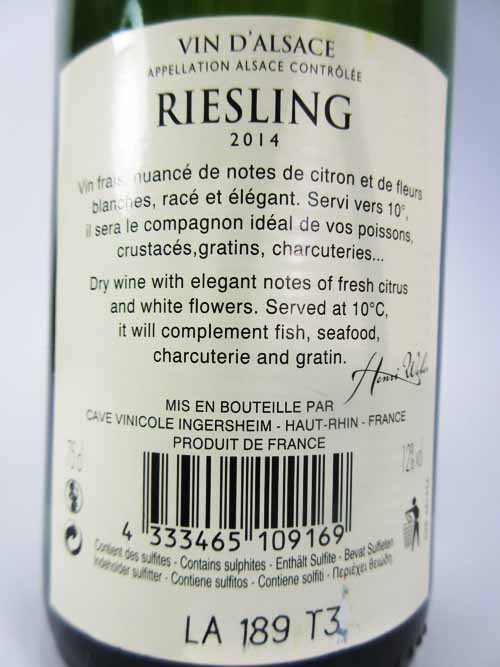 VIN D'ALSACE
APPELLATION ALSACE CONTRÔLÉE
RIESLING
2014
Vin frais, nuancé de notes de citron et de fleurs
blanches, racé et élégant. Servi vers 10°,
il sera le compagnon idéal de vos poissons,
crustacés,gratins, charcuteries...
Dry wine with elegant notes of fresh citrus
and white flowers. Served at 10°C,
it will complement fish, seafood,
charcuterie and gratin.
Henri Weber
MIS EN BOUTEILLE PAR
CAVE VINICOLE INGERSHEIM - HAUT-RHIN - FRANCE
PRODUIT DE FRANCE
75 cl
12% vol
4 333465 109169
Contient des sulfites - Contains sulphites - Enthält Sulfite - Bevat Sulfieten
Indeholder sulfitter - Contiene sulfitos - Contiene solfiti - Περιέχει θειώδη
LA 189 T3